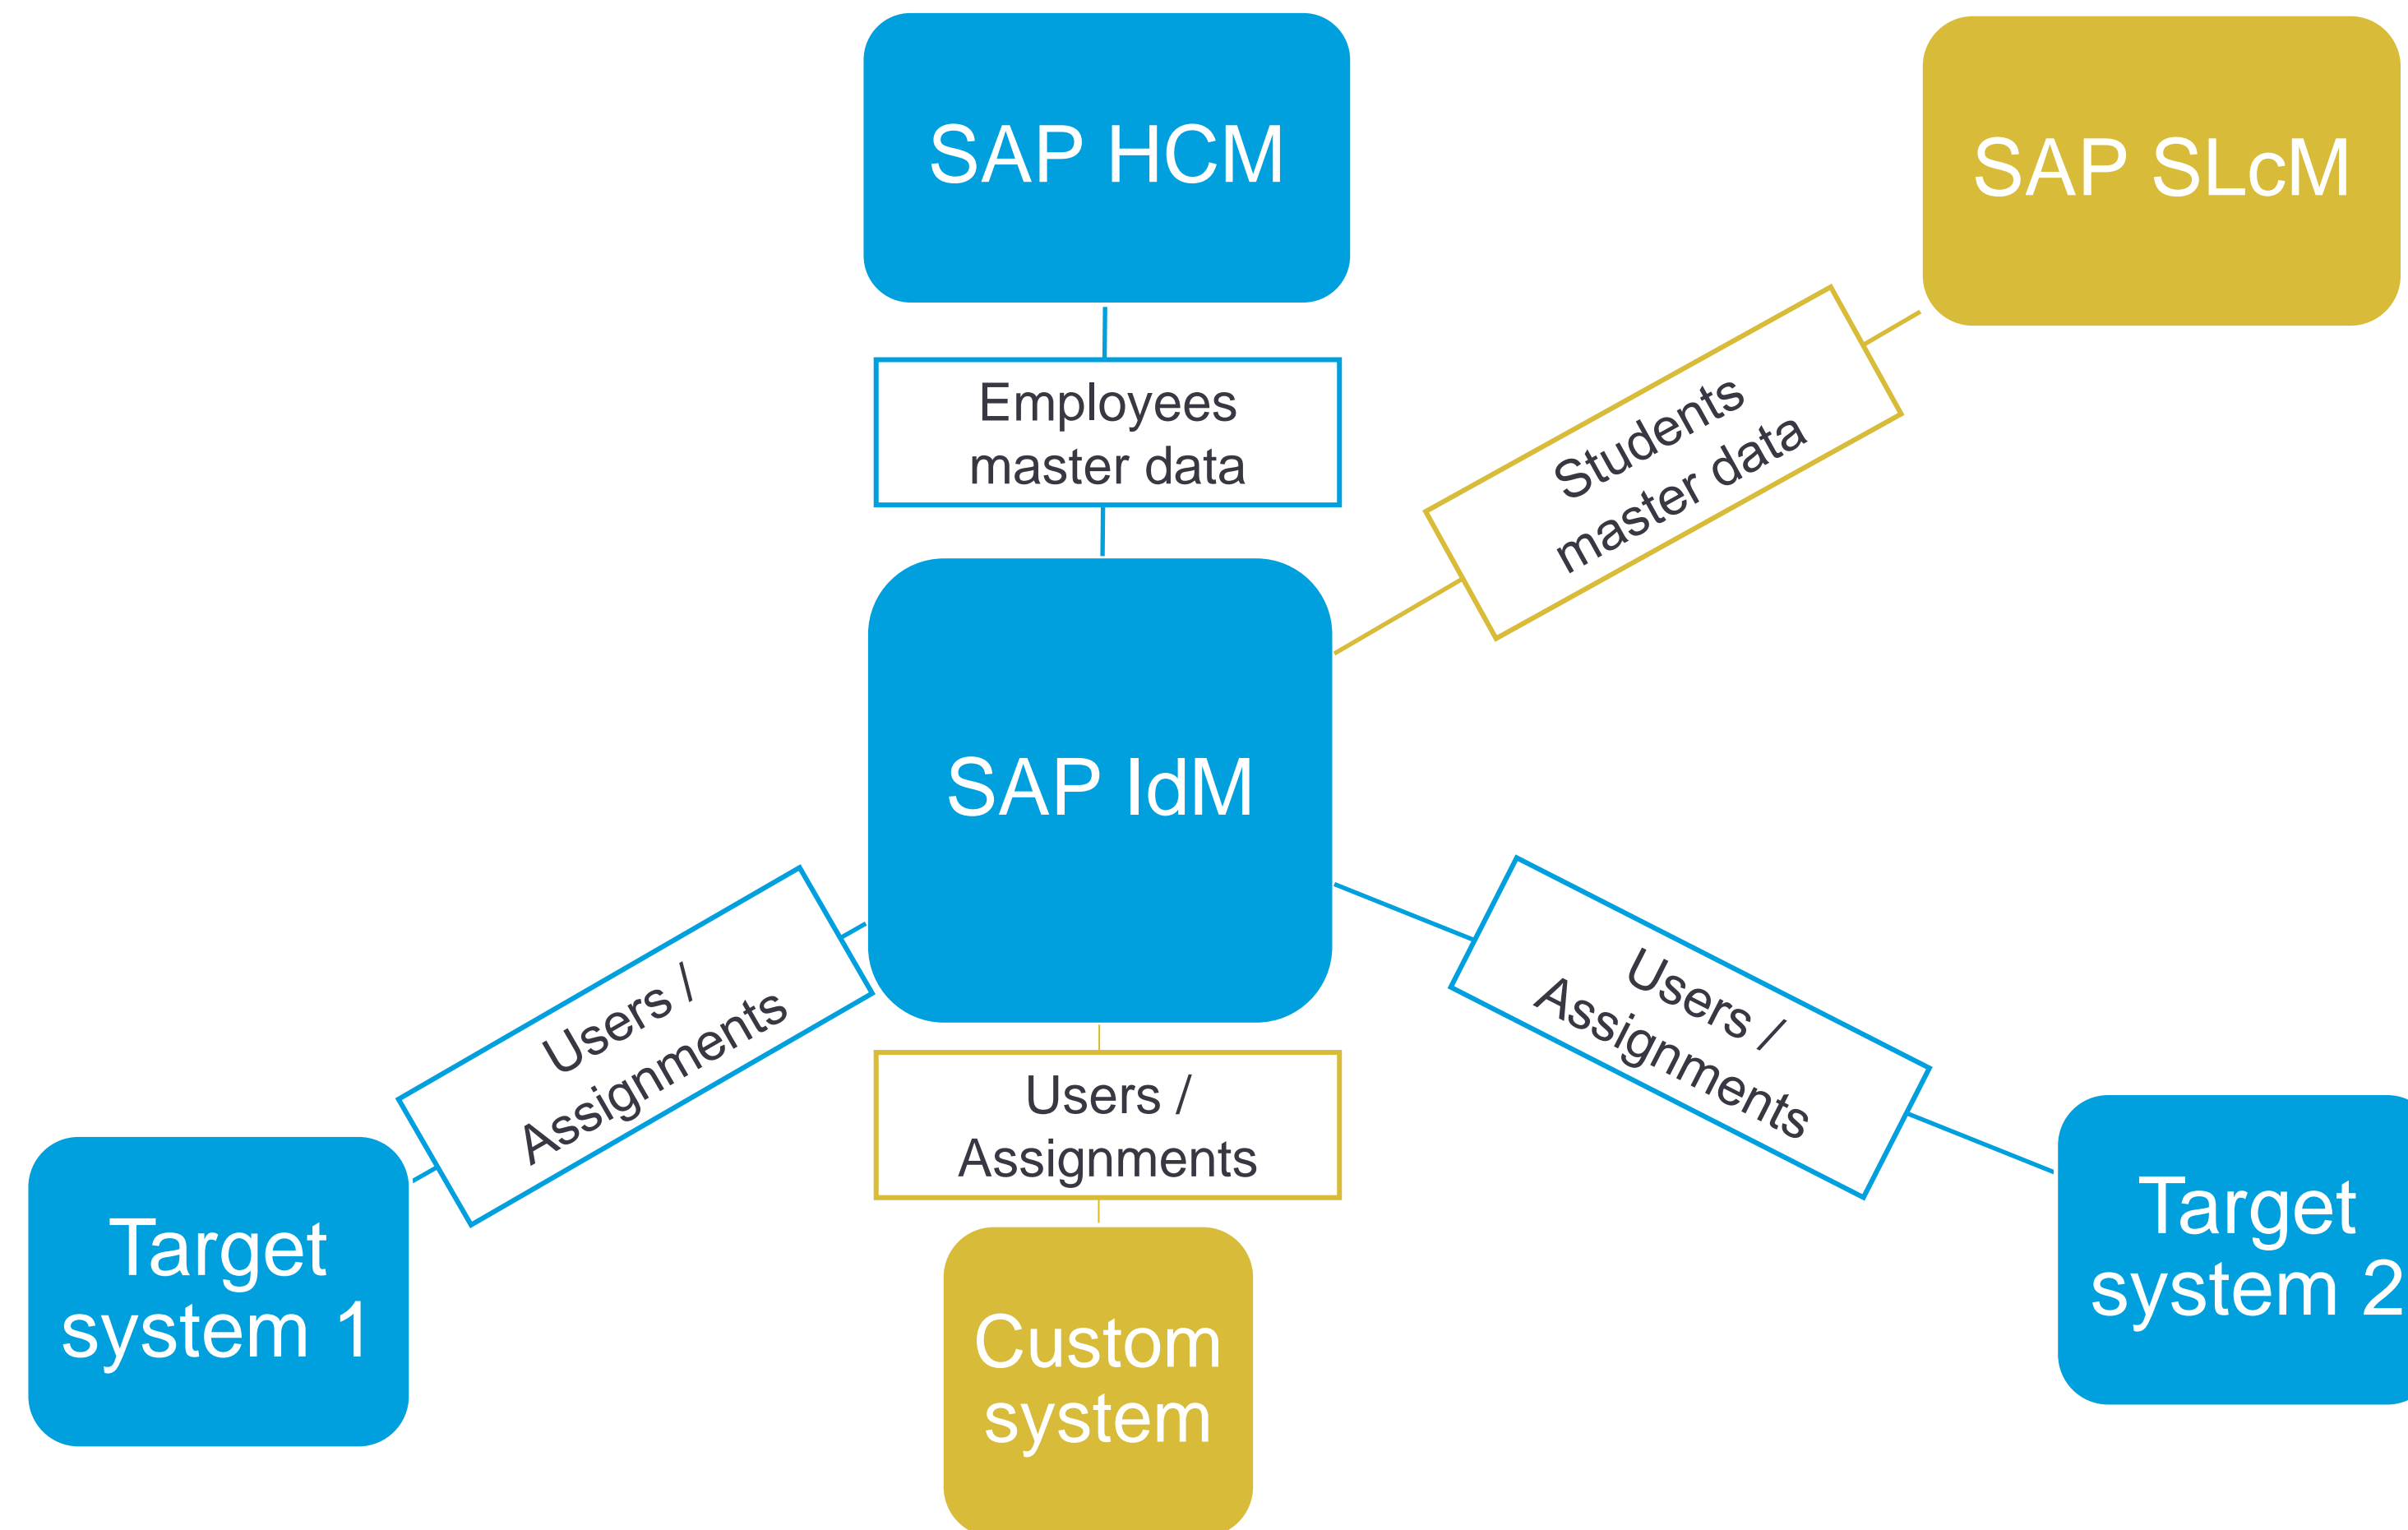 SAP HCM
SAP SLcM
Employees
master data
Students
master data
SAP IdM
Users /
Assignments
Users /
Assignments
Users /
Assignments
Target
system 1
Custom
system
Target
system 2